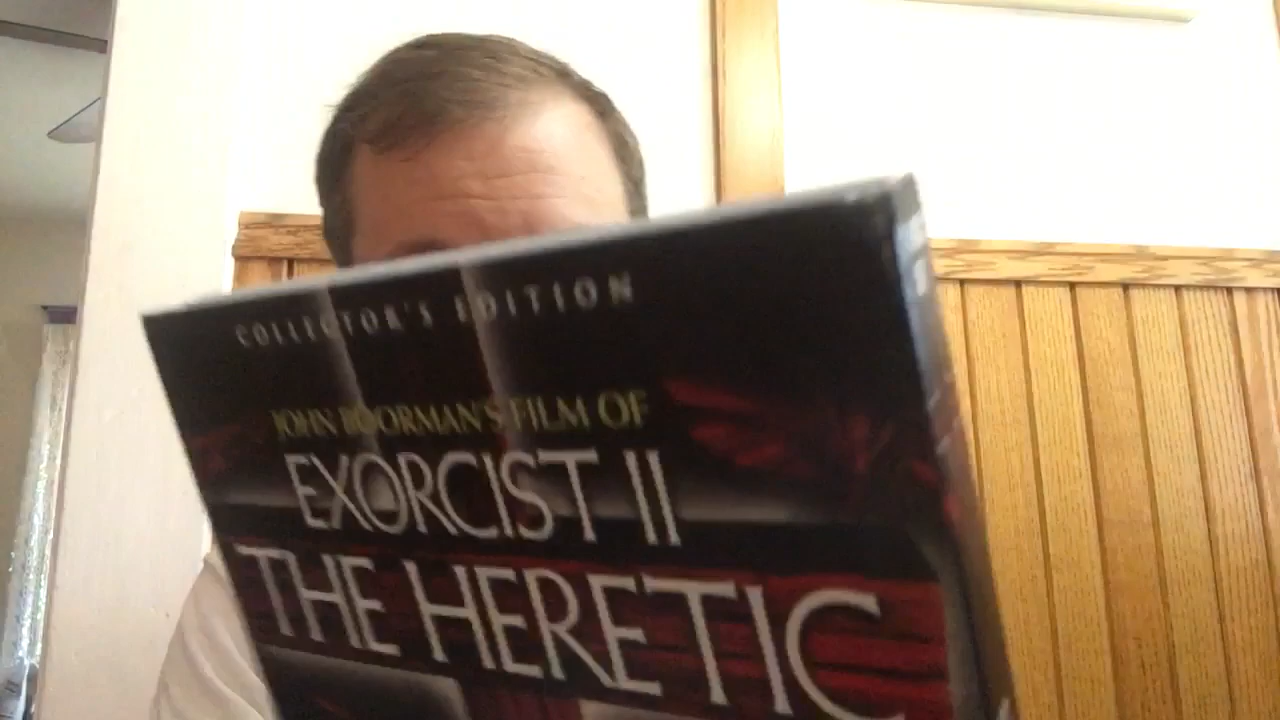 COLLECTOR'S EDITION
JOHN BOORMAN'S FILM OF
EXORCIST II
THE HERETIC